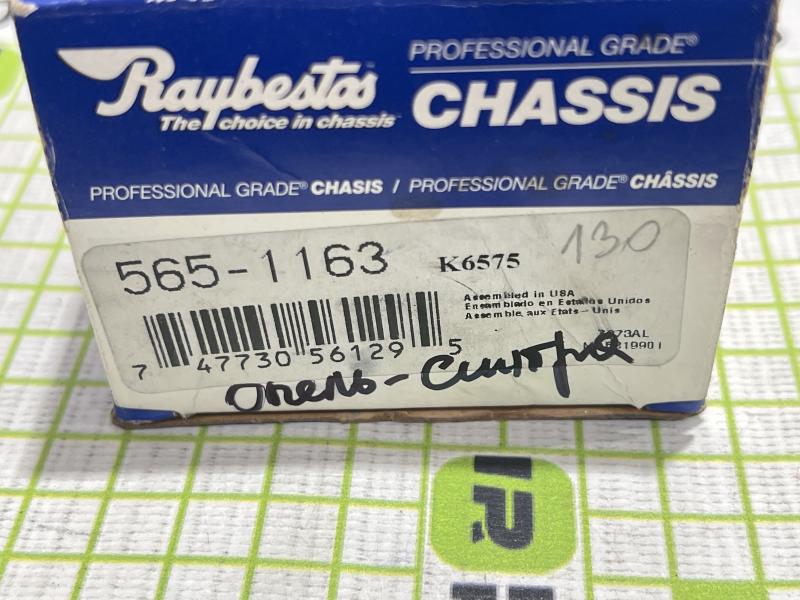 Raybestos
The choice in chassis
PROFESSIONAL GRADE®
CHASSIS
PROFESSIONAL GRADE® CHASIS / PROFESSIONAL GRADE® CHÂSSIS
565-1163 K6575 130
Assembled in USA
Ensamblado en Estados Unidos
Assemble aux Etats-Unis
7 47730 56129 5
опель-Синтра